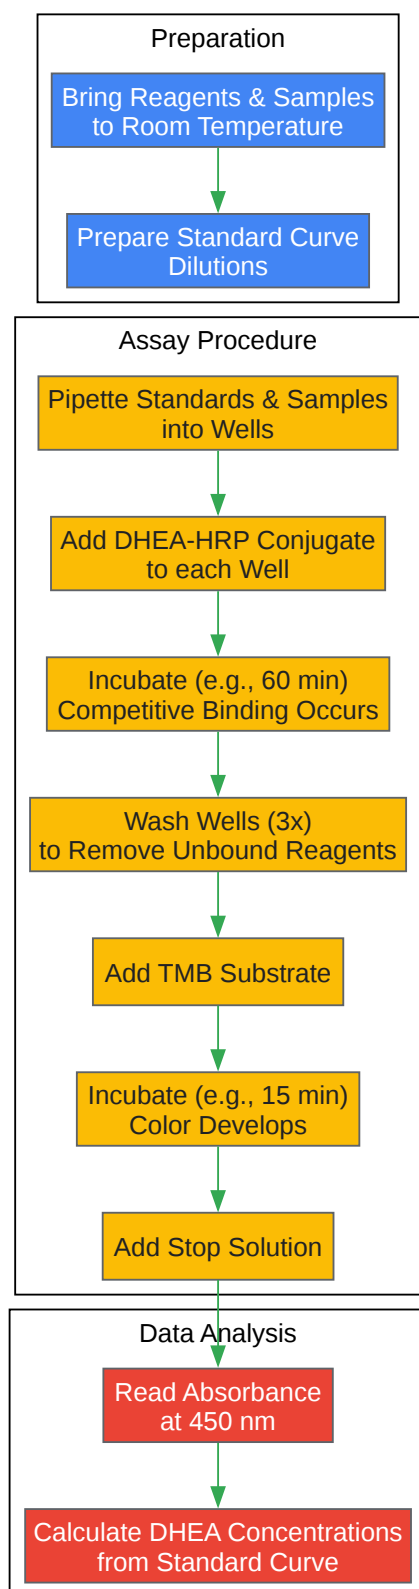 Preparation
Bring Reagents & Samples
to Room Temperature
Prepare Standard Curve
Dilutions
Assay Procedure
Pipette Standards & Samples
into Wells
Add DHEA-HRP Conjugate
to each Well
Incubate (e.g., 60 min)
Competitive Binding Occurs
Wash Wells (3x)
to Remove Unbound Reagents
Add TMB Substrate
Incubate (e.g., 15 min)
Color Develops
Add Stop Solution
Data Analysis
Read Absorbance
at 450 nm
Calculate DHEA Concentrations
from Standard Curve